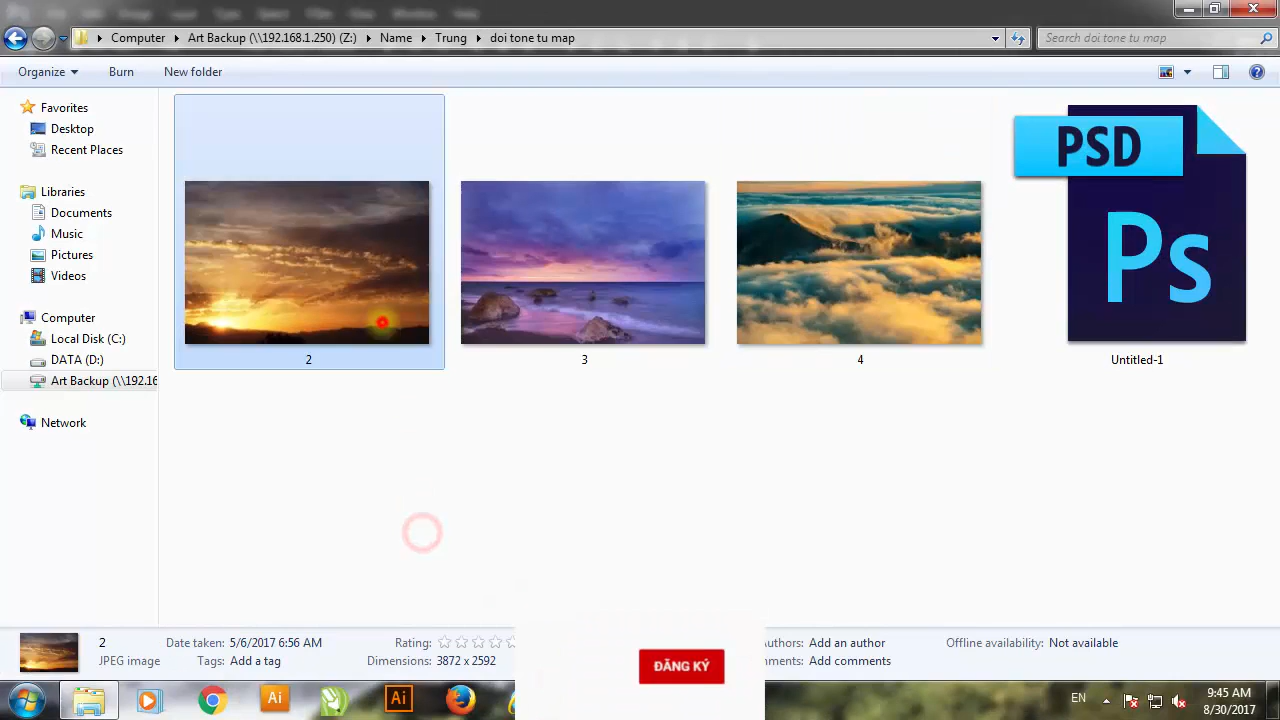 Computer Art Backup (\\192.168.1.250) (Z:) Name Trung doi tone tu map
Search doi tone tu map
Organize Burn New folder
Favorites
Desktop
Recent Places
Libraries
Documents
Music
Pictures
Videos
Computer
Local Disk (C:)
DATA (D:)
Art Backup (\\192.16
Network
PSD
Ps
2
3
4
Untitled-1
2
Date taken: 5/6/2017 6:56 AM
Rating:
Authors: Add an author
Offline availability: Not available
JPEG image
Tags: Add a tag
Dimensions: 3872 x 2592
Add comments
ĐĂNG KÝ
Ai
Ai
EN
9:45 AM
8/30/2017